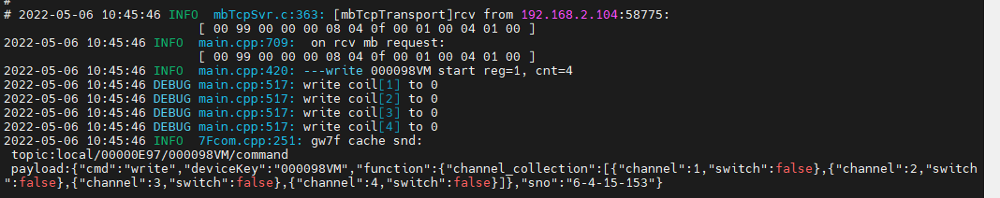 #
# 2022-05-06 10:45:46 INFO  mbTcpSvr.c:363: [mbTcpTransport]rcv from 192.168.2.104:58775:
[ 00 99 00 00 00 08 04 0f 00 01 00 04 01 00 ]
2022-05-06 10:45:46 INFO  main.cpp:709:  on rcv mb request:
[ 00 99 00 00 00 08 04 0f 00 01 00 04 01 00 ]
2022-05-06 10:45:46 INFO  main.cpp:420: ---write 000098VM start reg=1, cnt=4
2022-05-06 10:45:46 DEBUG main.cpp:517: write coil[1] to 0
2022-05-06 10:45:46 DEBUG main.cpp:517: write coil[2] to 0
2022-05-06 10:45:46 DEBUG main.cpp:517: write coil[3] to 0
2022-05-06 10:45:46 DEBUG main.cpp:517: write coil[4] to 0
2022-05-06 10:45:46 INFO  7Fcom.cpp:251: gw7f cache snd:
topic:local/00000E97/000098VM/command
payload:{"cmd":"write","deviceKey":"000098VM","function":{"channel_collection":[{"channel":1,"switch":false},{"channel":2,"switch
":false},{"channel":3,"switch":false},{"channel":4,"switch":false}]},"sno":"6-4-15-153"}